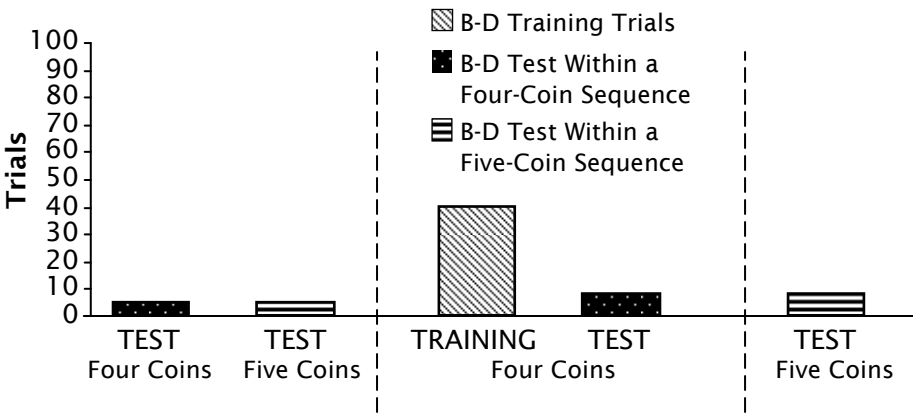 B-D Training Trials
B-D Test Within a
Four-Coin Sequence
B-D Test Within a
Five-Coin Sequence
Trials
100
90
80
70
60
50
40
30
20
10
0
TEST
Four Coins
TEST
Five Coins
TRAINING TEST
Four Coins
TEST
Five Coins